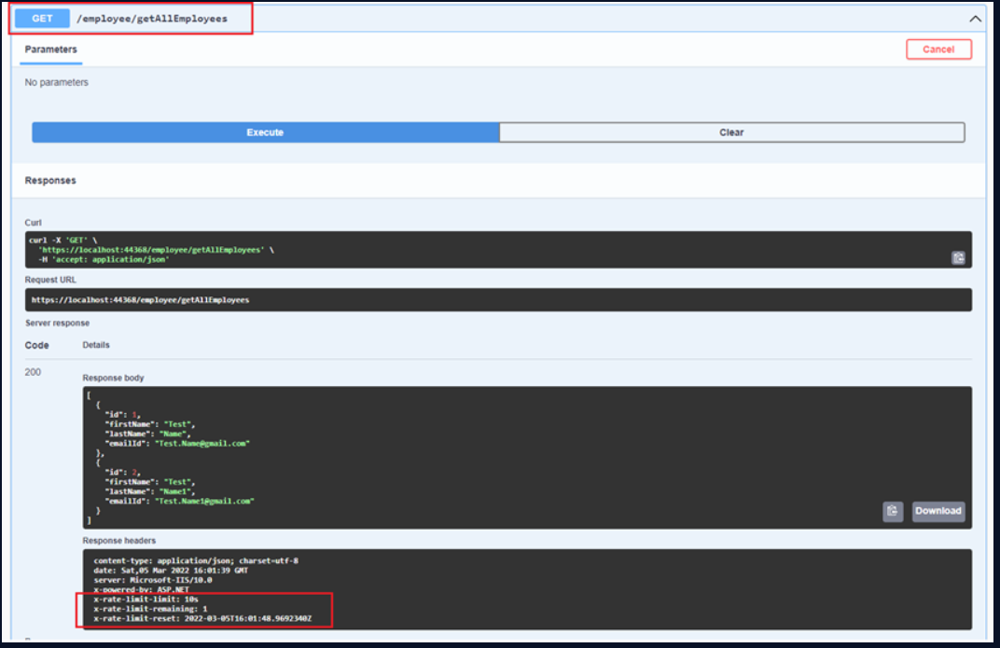 GET /employee/getAllEmployees
Parameters
Cancel
No parameters
Execute
Clear
Responses
Curl
curl -X 'GET' \
'https://localhost:44368/employee/getAllEmployees' \
-H 'accept: application/json'
Request URL
https://localhost:44368/employee/getAllEmployees
Server response
Code Details
200
Response body
[
{
"id": 1,
"firstName": "Test",
"lastName": "Name",
"emailId": "Test.Name@gmail.com"
},
{
"id": 2,
"firstName": "Test",
"lastName": "Name1",
"emailId": "Test.Name1@gmail.com"
}
]
Download
Response headers
content-type: application/json; charset=utf-8
date: Sat,05 Mar 2022 16:01:39 GMT
server: Microsoft-IIS/10.0
x-powered-by: ASP.NET
x-rate-limit-limit: 10s
x-rate-limit-remaining: 1
x-rate-limit-reset: 2022-03-05T16:01:48.9692340Z